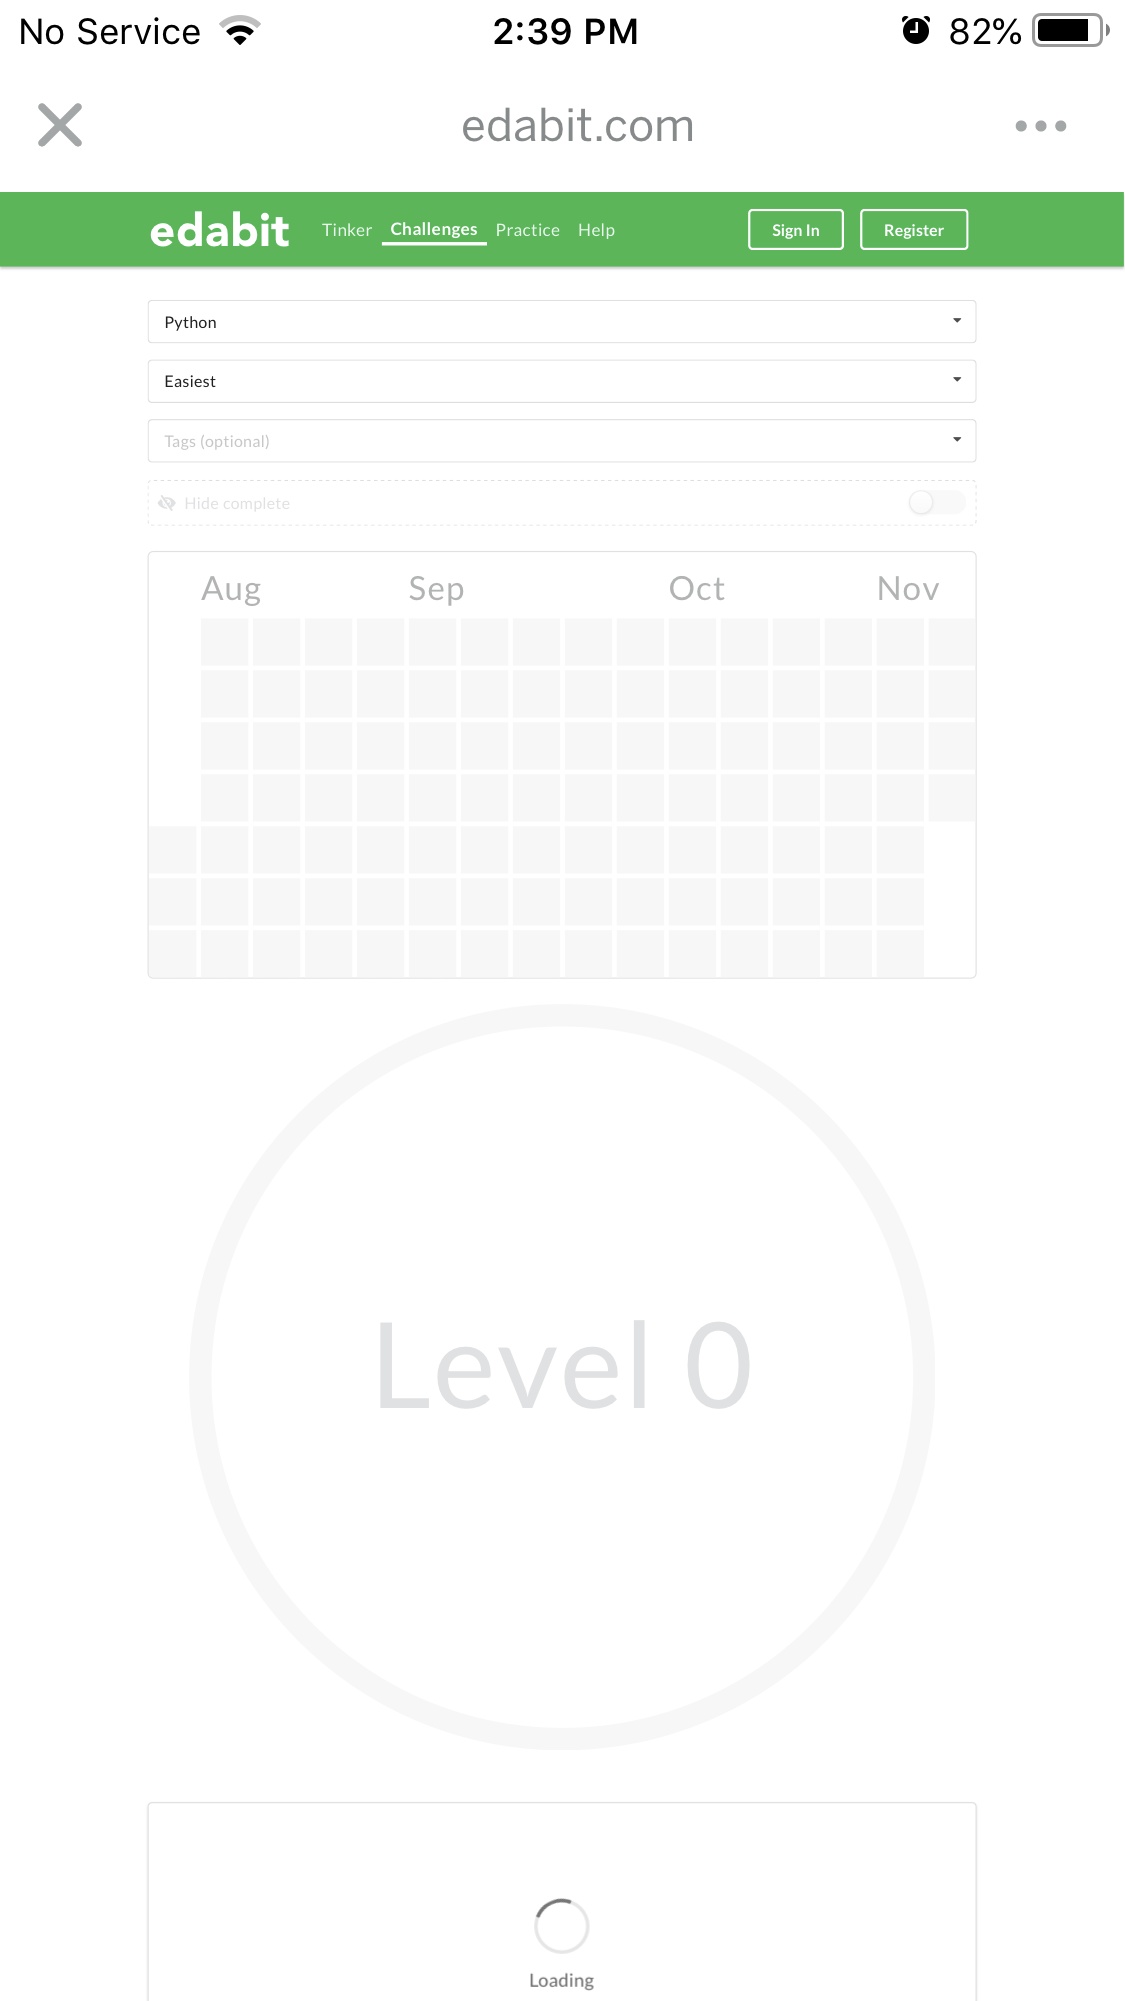 No Service 2:39 PM 82%
edabit.com
edabit Tinker Challenges Practice Help Sign In Register
Python
Easiest
Tags (optional)
Hide complete
Aug Sep Oct Nov
Level 0
Loading